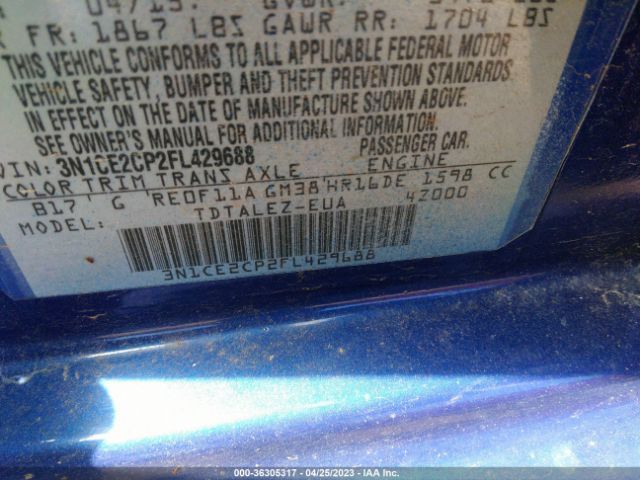 04/15
FR: 1867 LBS GAWR RR: 1704 LBS
THIS VEHICLE CONFORMS TO ALL APPLICABLE FEDERAL MOTOR
VEHICLE SAFETY, BUMPER AND THEFT PREVENTION STANDARDS
IN EFFECT ON THE DATE OF MANUFACTURE SHOWN ABOVE.
SEE OWNER'S MANUAL FOR ADDITIONAL INFORMATION.
VIN: 3N1CE2CP2FL429688 PASSENGER CAR.
COLOR TRIM TRANS AXLE ENGINE
B17 G RE0F11A GM38 HR16DE 1598 CC
MODEL: TDTALEZ-EUA 42000
3N1CE2CP2FL429688
000-36305317 - 04/25/2023 - IAA Inc.